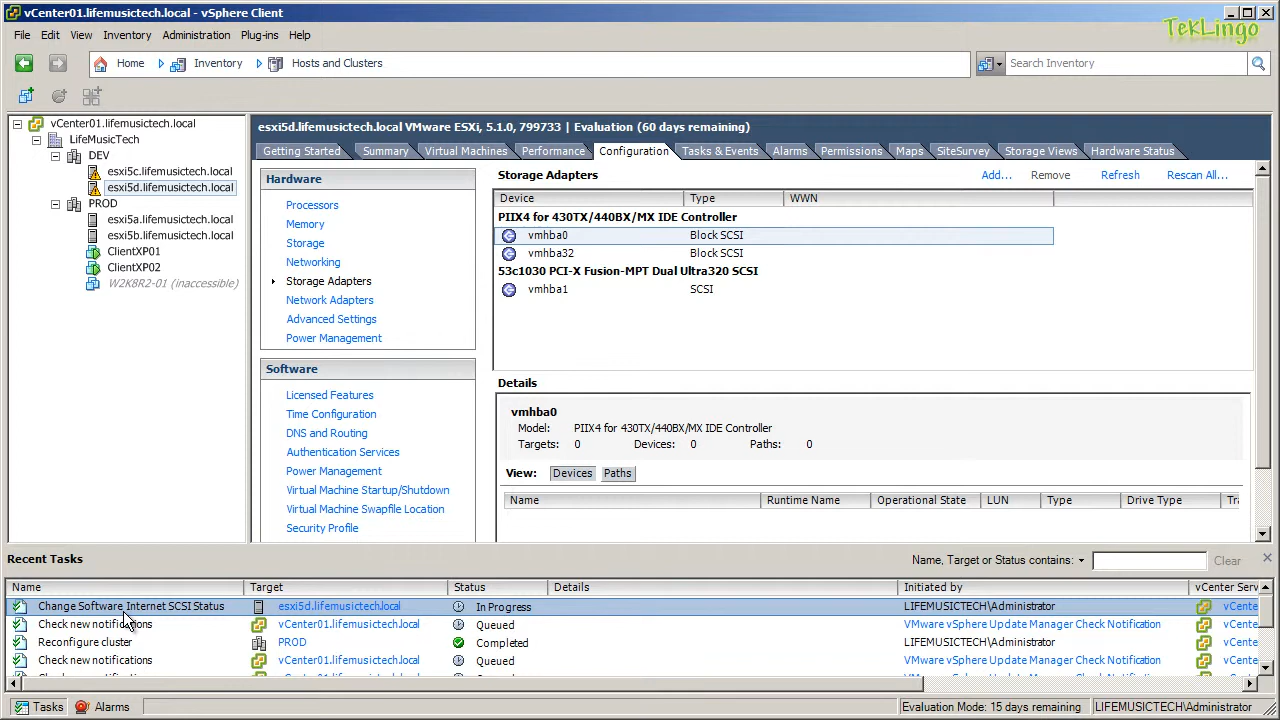 vCenter01.lifemusictech.local - vSphere Client
TekLingo
File Edit View Inventory Administration Plug-ins Help
Home Inventory Hosts and Clusters Search Inventory
vCenter01.lifemusictech.local
LifeMusicTech
DEV
esxi5c.lifemusictech.local
esxi5d.lifemusictech.local
PROD
esxi5a.lifemusictech.local
esxi5b.lifemusictech.local
ClientXP01
ClientXP02
W2K8R2-01 (inaccessible)
esxi5d.lifemusictech.local VMware ESXi, 5.1.0, 799733 | Evaluation (60 days remaining)
Getting Started Summary Virtual Machines Performance Configuration Tasks & Events Alarms Permissions Maps SiteSurvey Storage Views Hardware Status
Hardware
Processors
Memory
Storage
Networking
Storage Adapters
Network Adapters
Advanced Settings
Power Management
Software
Licensed Features
Time Configuration
DNS and Routing
Authentication Services
Power Management
Virtual Machine Startup/Shutdown
Virtual Machine Swapfile Location
Security Profile
Storage Adapters Add... Remove Refresh Rescan All...
Device Type WWN
PIIX4 for 430TX/440BX/MX IDE Controller
vmhba0 Block SCSI
vmhba32 Block SCSI
53c1030 PCI-X Fusion-MPT Dual Ultra320 SCSI
vmhba1 SCSI
Details
vmhba0
Model: PIIX4 for 430TX/440BX/MX IDE Controller
Targets: 0 Devices: 0 Paths: 0
View: Devices Paths
Name Runtime Name Operational State LUN Type Drive Type Tra
Recent Tasks Name, Target or Status contains: Clear
Name Target Status Details Initiated by vCenter Serv
Change Software Internet SCSI Status esxi5d.lifemusictech.local In Progress LIFEMUSICTECH\Administrator vCente
Check new notifications vCenter01.lifemusictech.local Queued VMware vSphere Update Manager Check Notification vCente
Reconfigure cluster PROD Completed LIFEMUSICTECH\Administrator vCente
Check new notifications vCenter01.lifemusictech.local Queued VMware vSphere Update Manager Check Notification vCente
Tasks Alarms Evaluation Mode: 15 days remaining LIFEMUSICTECH\Administrator